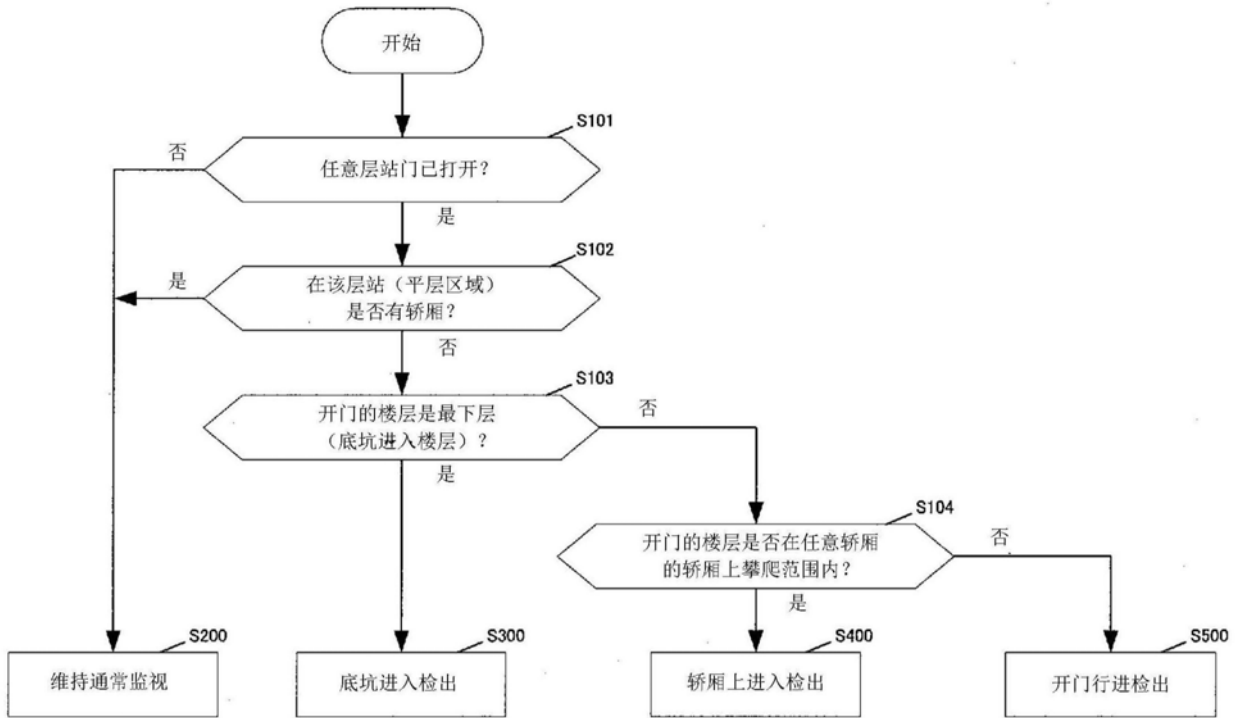 开始
S101
否
任意层站门已打开?
是
S102
是
在该层站（平层区域）
是否有轿厢?
否
S103
开门的楼层是最下层
（底坑进入楼层）?
否
是
S104
开门的楼层是否在任意轿厢
的轿厢上攀爬范围内?
否
是
S200
S300
S400
S500
维持通常监视
底坑进入检出
轿厢上进入检出
开门行进检出